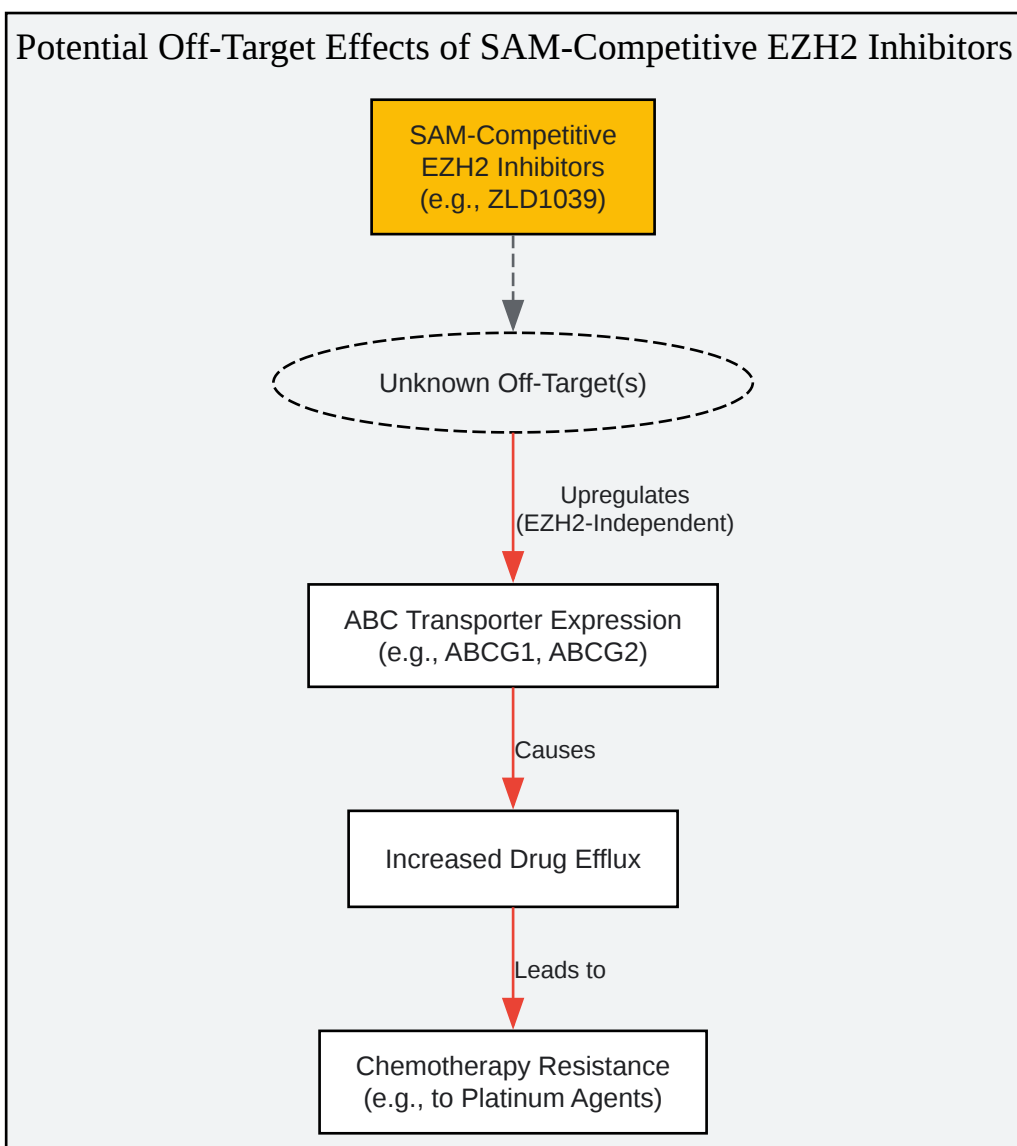 Potential Off-Target Effects of SAM-Competitive EZH2 Inhibitors
SAM-Competitive
EZH2 Inhibitors
(e.g., ZLD1039)
Unknown Off-Target(s)
Upregulates
(EZH2-Independent)
ABC Transporter Expression
(e.g., ABCG1, ABCG2)
Causes
Increased Drug Efflux
Leads to
Chemotherapy Resistance
(e.g., to Platinum Agents)